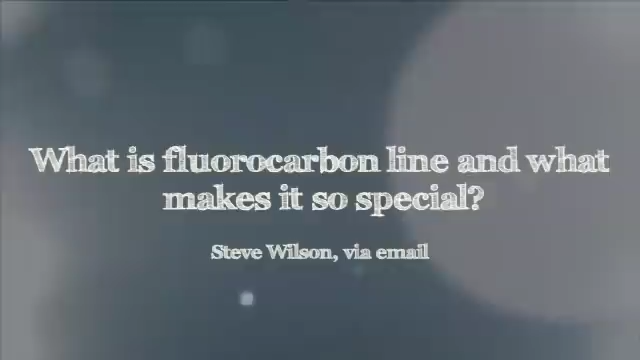 What is fluorocarbon line and what
makes it so special?
Steve Wilson, via email